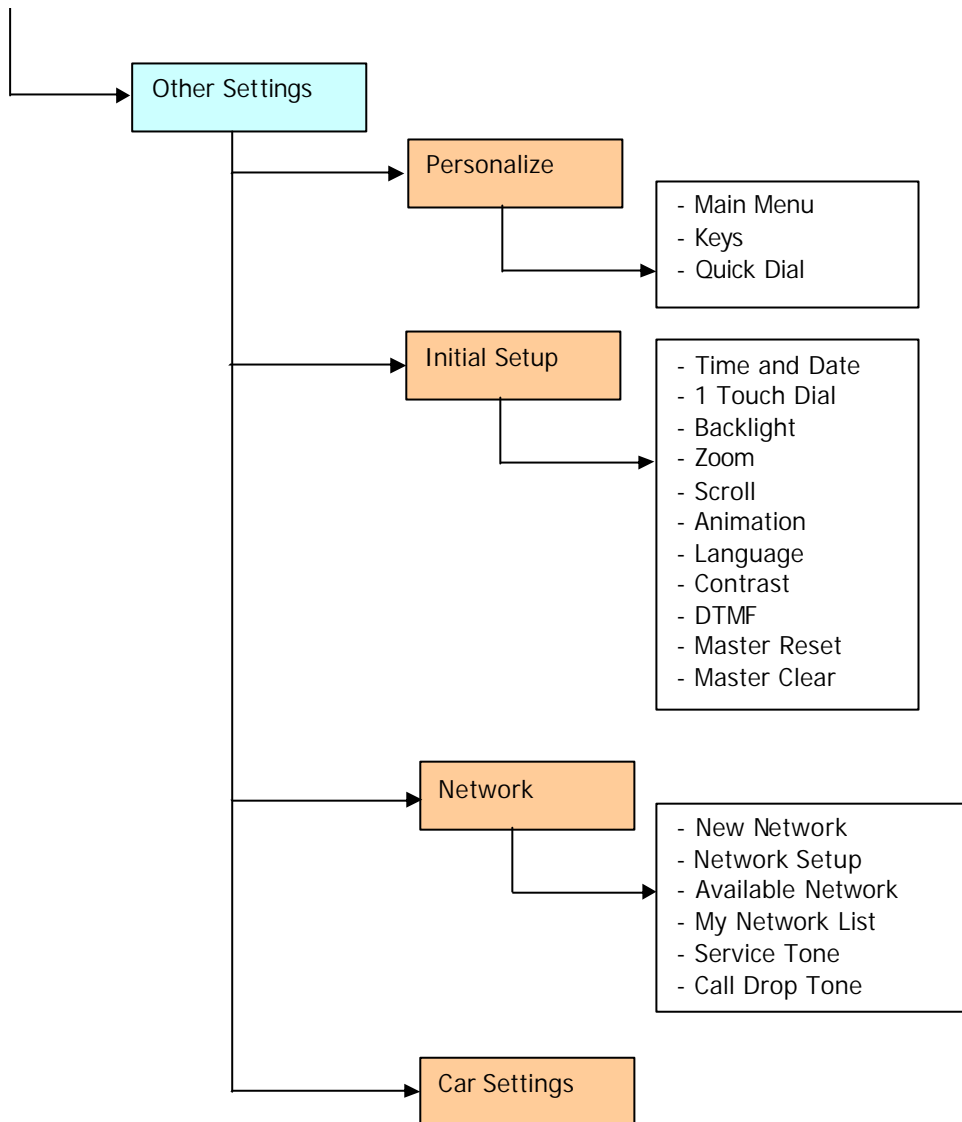 Other Settings
Personalize
- Main Menu
- Keys
- Quick Dial
Initial Setup
- Time and Date
- 1 Touch Dial
- Backlight
- Zoom
- Scroll
- Animation
- Language
- Contrast
- DTMF
- Master Reset
- Master Clear
Network
- New Network
- Network Setup
- Available Network
- My Network List
- Service Tone
- Call Drop Tone
Car Settings